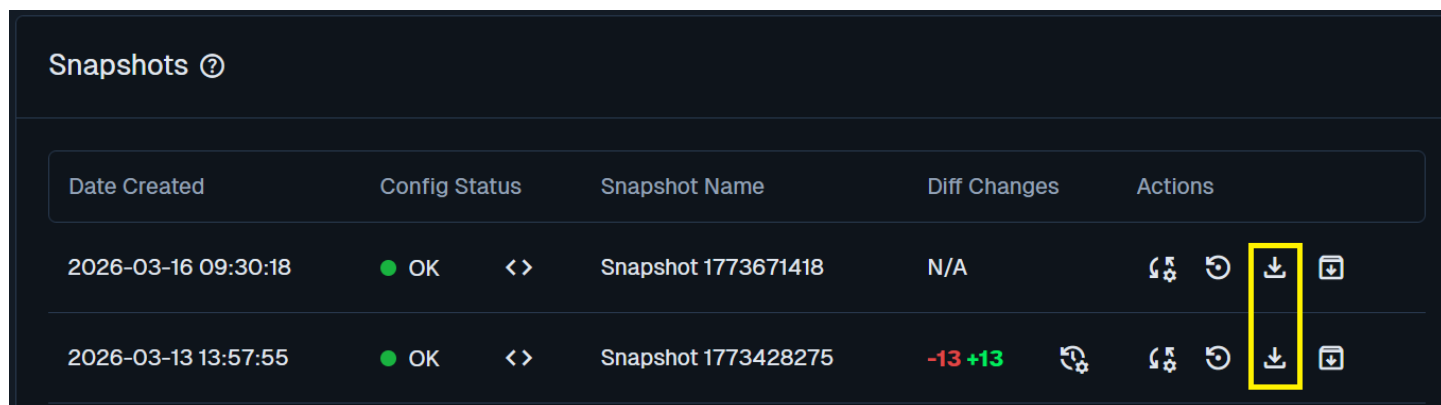 Snapshots
Date Created Config Status Snapshot Name Diff Changes Actions
2026-03-16 09:30:18 OK <> Snapshot 1773671418 N/A
2026-03-13 13:57:55 OK <> Snapshot 1773428275 -13 +13